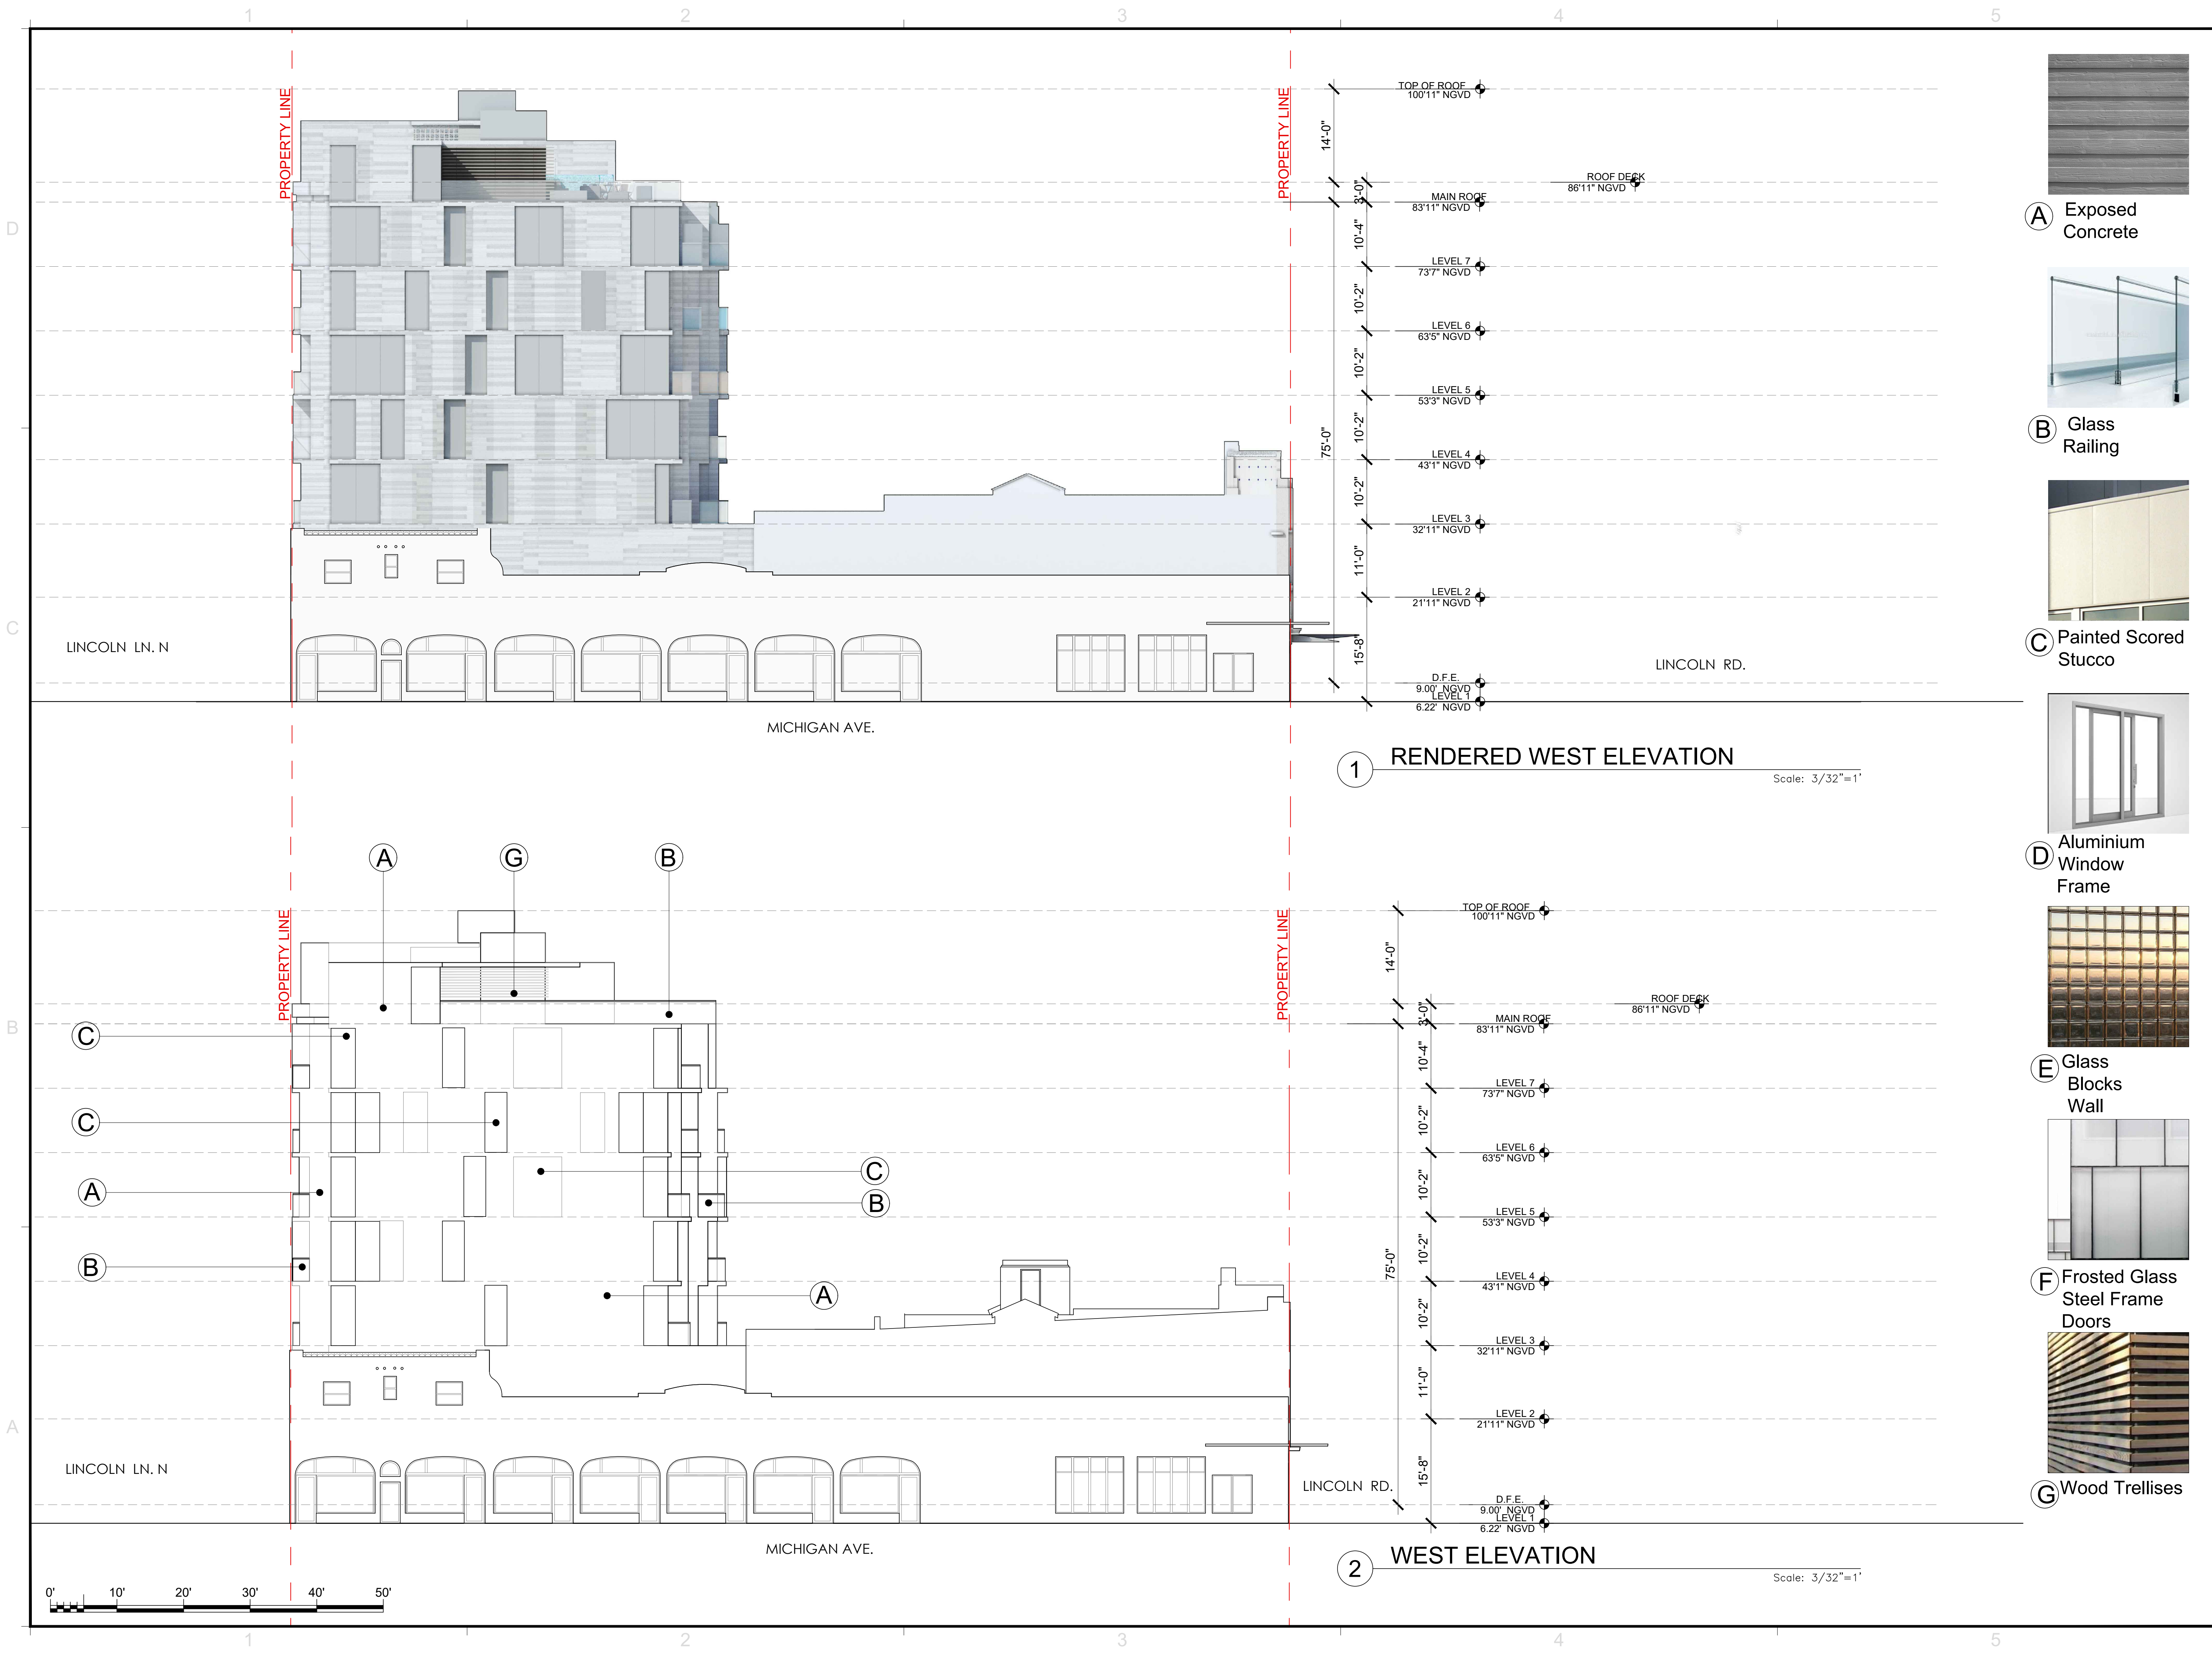 1 2 3 4 5
D
C
B
A
PROPERTY LINE
PROPERTY LINE
TOP OF ROOF
100'11" NGVD
14'-0"
ROOF DECK
86'11" NGVD
3'-0"
MAIN ROOF
83'11" NGVD
10'-4"
LEVEL 7
73'7" NGVD
10'-2"
LEVEL 6
63'5" NGVD
10'-2"
LEVEL 5
53'3" NGVD
10'-2"
75'-0"
LEVEL 4
43'1" NGVD
10'-2"
LEVEL 3
32'11" NGVD
11'-0"
LEVEL 2
21'11" NGVD
15'-8"
D.F.E.
9.00' NGVD
LEVEL 1
6.22' NGVD
LINCOLN LN. N
LINCOLN RD.
MICHIGAN AVE.
1 RENDERED WEST ELEVATION
Scale: 3/32"=1'
A G B
PROPERTY LINE
PROPERTY LINE
C
C
A
B
C
B
A
TOP OF ROOF
100'11" NGVD
14'-0"
ROOF DECK
86'11" NGVD
3'-0"
MAIN ROOF
83'11" NGVD
10'-4"
LEVEL 7
73'7" NGVD
10'-2"
LEVEL 6
63'5" NGVD
10'-2"
LEVEL 5
53'3" NGVD
10'-2"
75'-0"
LEVEL 4
43'1" NGVD
10'-2"
LEVEL 3
32'11" NGVD
11'-0"
LEVEL 2
21'11" NGVD
15'-8"
D.F.E.
9.00' NGVD
LEVEL 1
6.22' NGVD
LINCOLN LN. N
LINCOLN RD.
MICHIGAN AVE.
2 WEST ELEVATION
Scale: 3/32"=1'
0' 10' 20' 30' 40' 50'
A Exposed
Concrete
B Glass
Railing
C Painted Scored
Stucco
D Aluminium
Window
Frame
E Glass
Blocks
Wall
F Frosted Glass
Steel Frame
Doors
G Wood Trellises
1 2 3 4 5